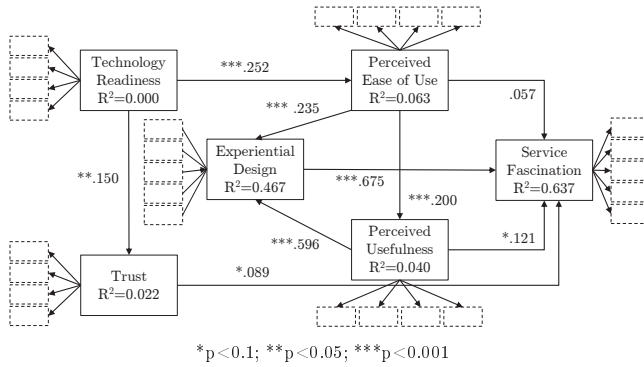 Technology
Readiness
R²=0.000
***.252
Perceived
Ease of Use
R²=0.063
.057
*** .235
Experiential
Design
R²=0.467
***.675
Service
Fascination
R²=0.637
**.150
***.200
***.596
Perceived
Usefulness
R²=0.040
*.121
Trust
R²=0.022
*.089
*p<0.1; **p<0.05; ***p<0.001